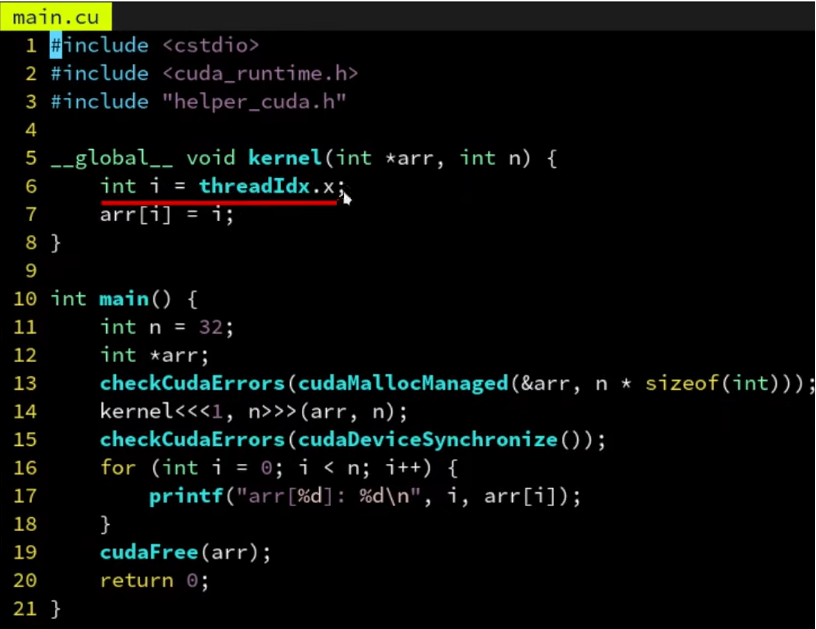 main.cu
1 #include <cstdio>
2 #include <cuda_runtime.h>
3 #include "helper_cuda.h"
4
5 __global__ void kernel(int *arr, int n) {
6     int i = threadIdx.x;
7     arr[i] = i;
8 }
9
10 int main() {
11     int n = 32;
12     int *arr;
13     checkCudaErrors(cudaMallocManaged(&arr, n * sizeof(int)));
14     kernel<<<1, n>>>(arr, n);
15     checkCudaErrors(cudaDeviceSynchronize());
16     for (int i = 0; i < n; i++) {
17         printf("arr[%d]: %d\n", i, arr[i]);
18     }
19     cudaFree(arr);
20     return 0;
21 }